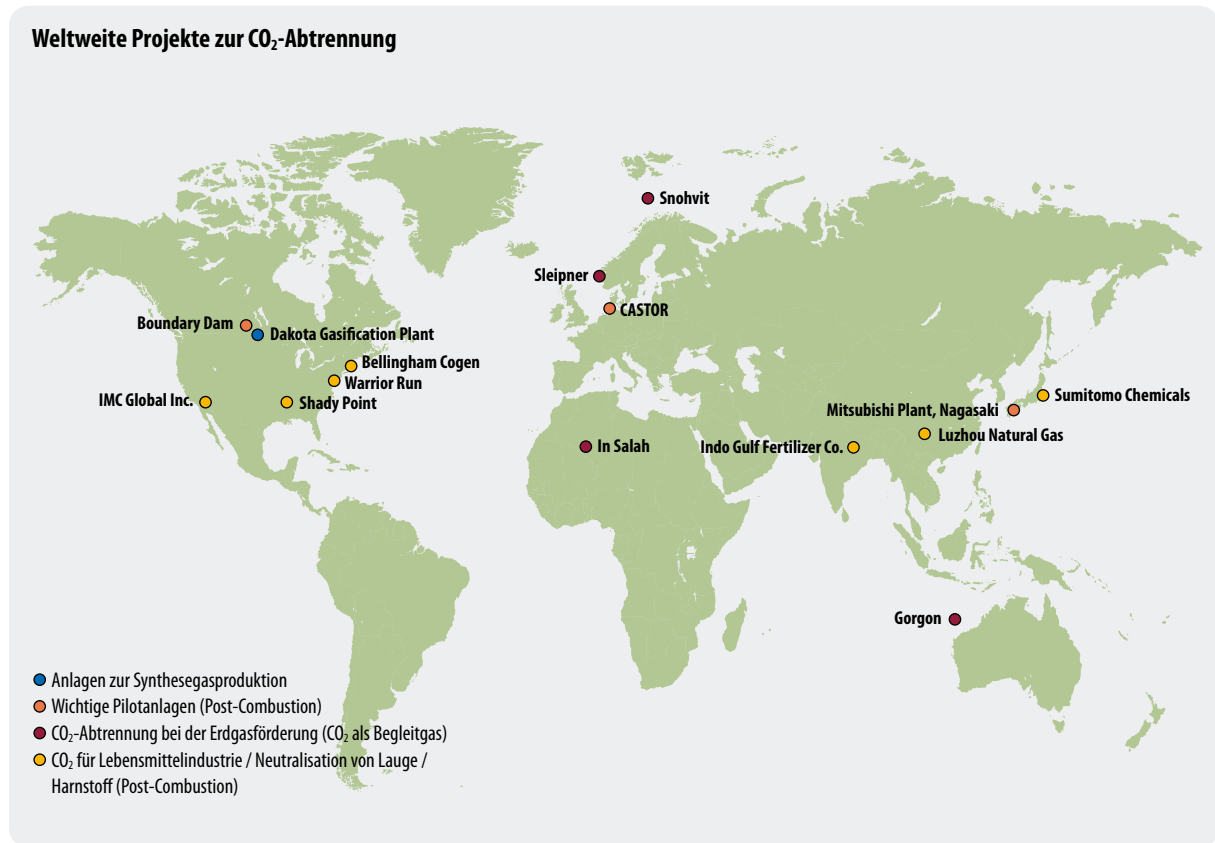 Weltweite Projekte zur CO₂-Abtrennung
Snohvit
Sleipner
CASTOR
Boundary Dam
Dakota Gasification Plant
Bellingham Cogen
Warrior Run
IMC Global Inc.
Shady Point
Sumitomo Chemicals
Mitsubishi Plant, Nagasaki
Luzhou Natural Gas
In Salah
Indo Gulf Fertilizer Co.
Gorgon
Anlagen zur Synthesegasproduktion
Wichtige Pilotanlagen (Post-Combustion)
CO₂-Abtrennung bei der Erdgasförderung (CO₂ als Begleitgas)
CO₂ für Lebensmittelindustrie / Neutralisation von Lauge /
Harnstoff (Post-Combustion)